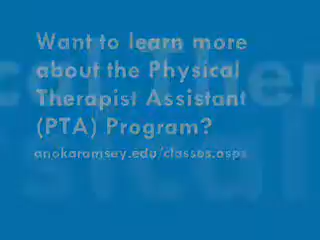 Want to learn more
about the Physical
Therapist Assistant
(PTA) Program?
anokaramsey.edu/classes.aspx